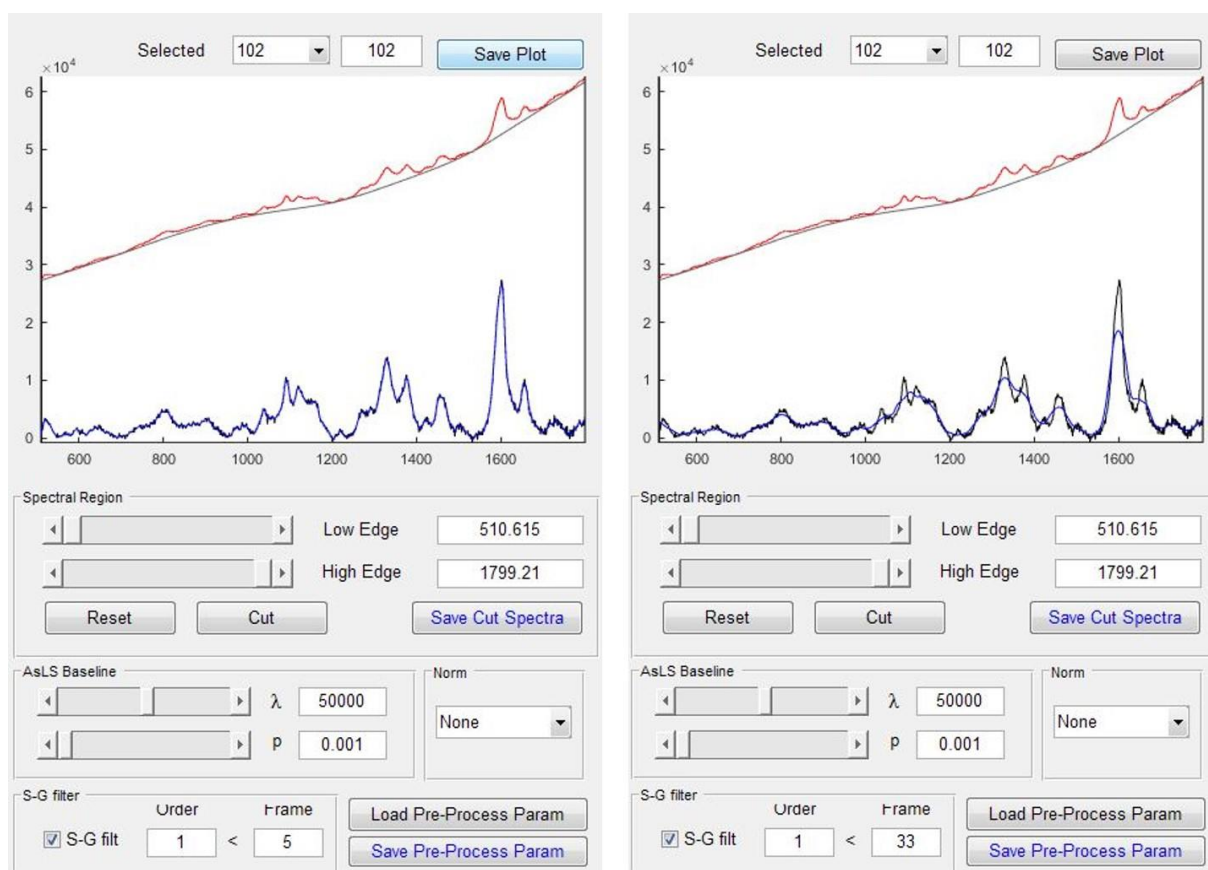 Selected 102 102 Save Plot
×10⁴
6
5
4
3
2
1
0
600 800 1000 1200 1400 1600
Spectral Region
Low Edge 510.615
High Edge 1799.21
Reset Cut Save Cut Spectra
AsLS Baseline
λ 50000
p 0.001
Norm
None
S-G filter
Order Frame
S-G filt 1 < 5
Load Pre-Process Param
Save Pre-Process Param
Selected 102 102 Save Plot
×10⁴
6
5
4
3
2
1
0
600 800 1000 1200 1400 1600
Spectral Region
Low Edge 510.615
High Edge 1799.21
Reset Cut Save Cut Spectra
AsLS Baseline
λ 50000
p 0.001
Norm
None
S-G filter
Order Frame
S-G filt 1 < 33
Load Pre-Process Param
Save Pre-Process Param